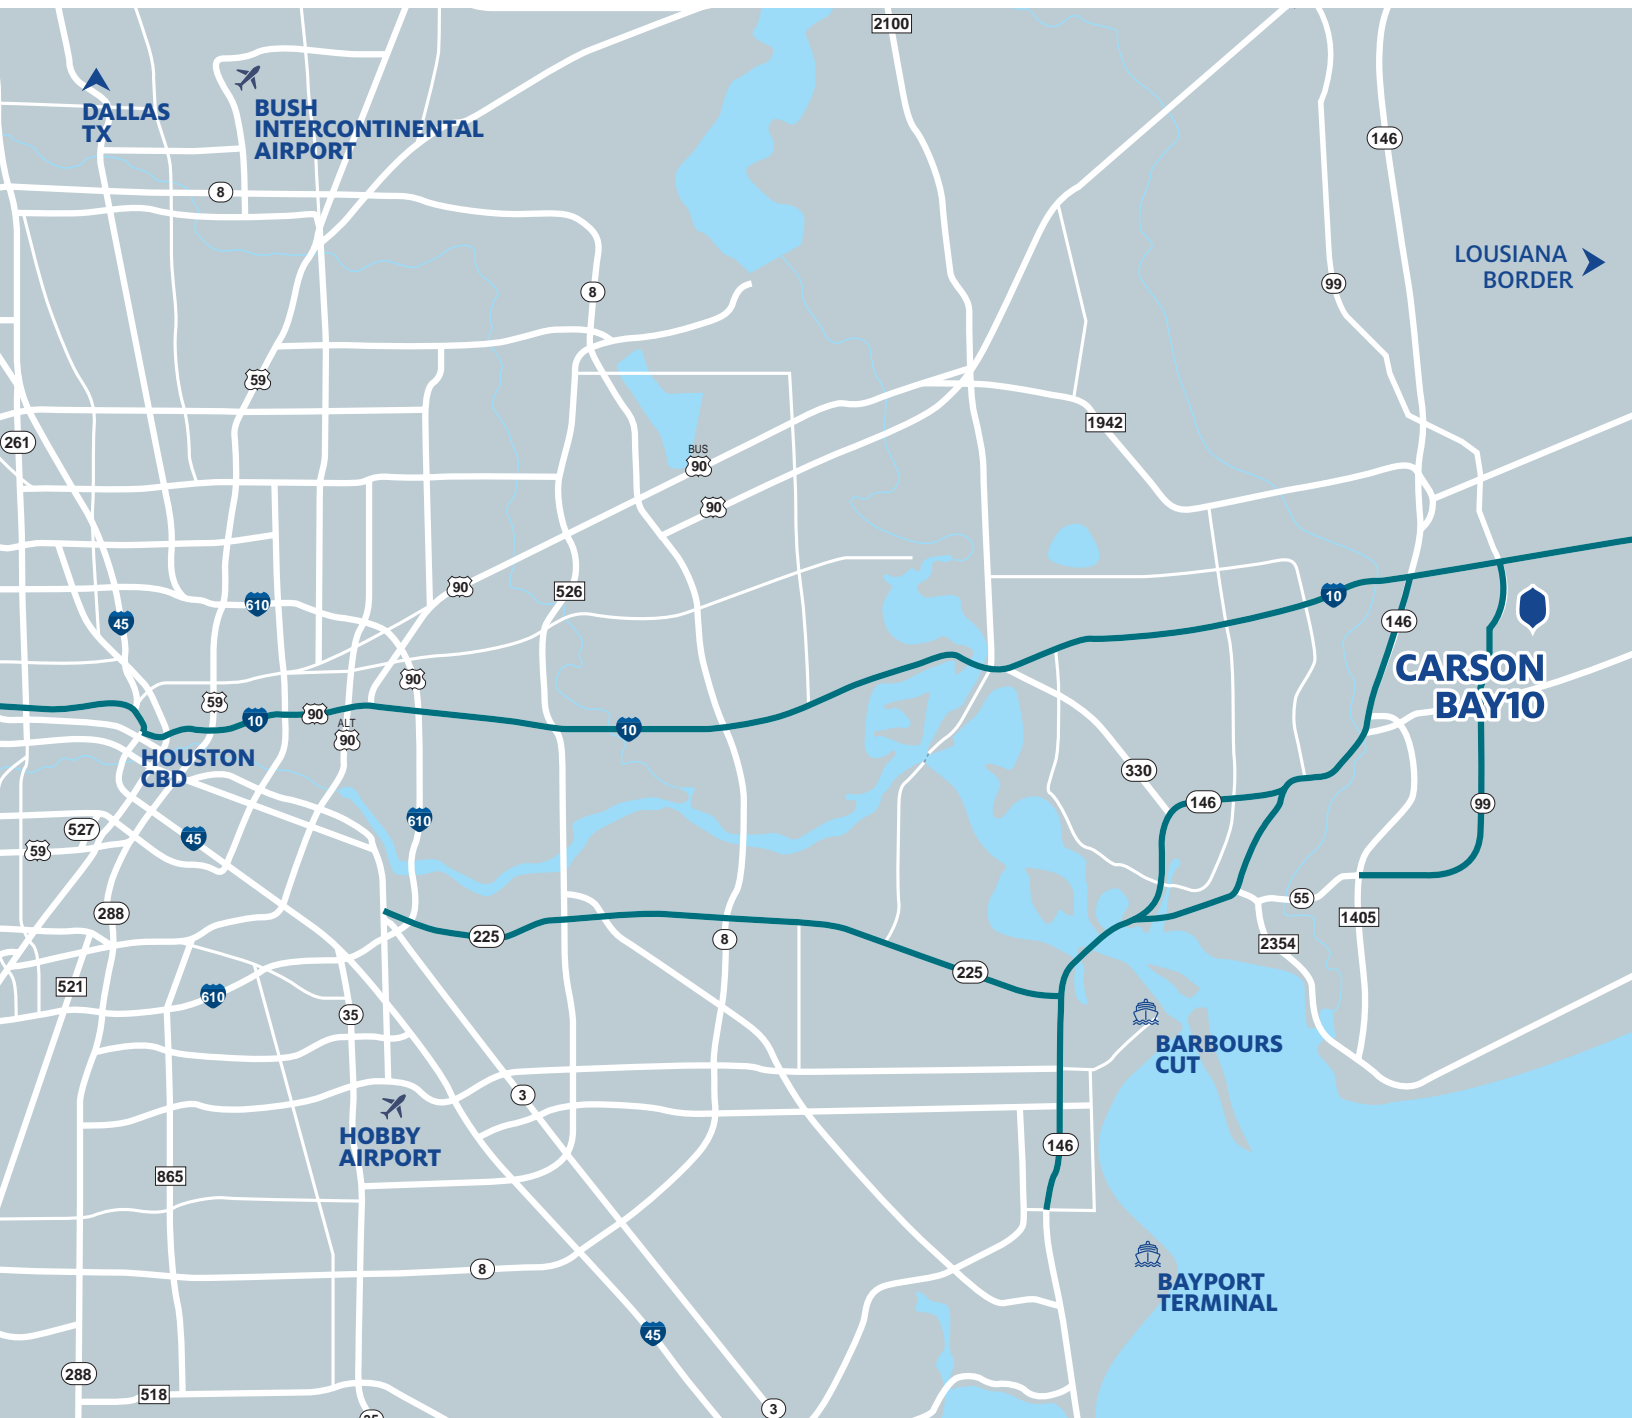 2100
DALLAS
TX
BUSH
INTERCONTINENTAL
AIRPORT
146
8
LOUSIANA
BORDER
99
8
59
1942
261
BUS
90
90
90
526
610
10
45
146
CARSON
BAY10
90
59
10
90
ALT
90
10
HOUSTON
CBD
330
146
99
610
527
45
59
55
288
1405
225
8
2354
225
521
610
35
BARBOURS
CUT
3
HOBBY
AIRPORT
146
865
8
BAYPORT
TERMINAL
45
288
518
3
35